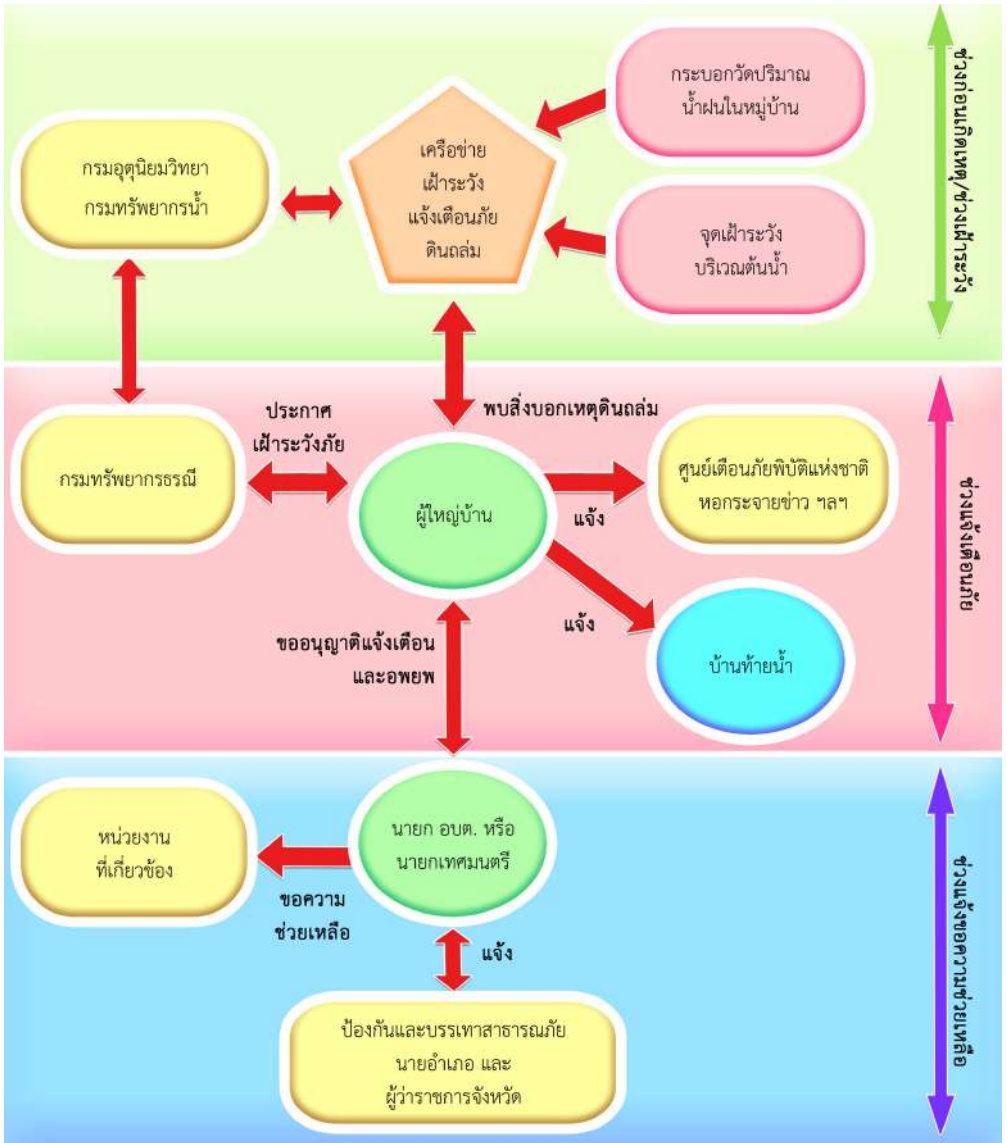 กระบอกวัดปริมาณ
น้ำฝนในหมู่บ้าน
กรมอุตุนิยมวิทยา
กรมทรัพยากรน้ำ
เครือข่าย
เฝ้าระวัง
แจ้งเตือนภัย
ดินถล่ม
จุดเฝ้าระวัง
บริเวณต้นน้ำ
ช่วงก่อนเกิดเหตุ/ช่วงเฝ้าระวัง
ประกาศ
เฝ้าระวังภัย
พบสิ่งบอกเหตุดินถล่ม
กรมทรัพยากรธรณี
ผู้ใหญ่บ้าน
ศูนย์เตือนภัยพิบัติแห่งชาติ
หอกระจายข่าว ฯลฯ
แจ้ง
แจ้ง
ขออนุญาติแจ้งเตือน
และอพยพ
บ้านท้ายน้ำ
ช่วงแจ้งเตือนภัย
หน่วยงาน
ที่เกี่ยวข้อง
นายก อบต. หรือ
นายกเทศมนตรี
ขอความ
ช่วยเหลือ
แจ้ง
ป้องกันและบรรเทาสาธารณภัย
นายอำเภอ และ
ผู้ว่าราชการจังหวัด
ช่วงแจ้งขอความช่วยเหลือ